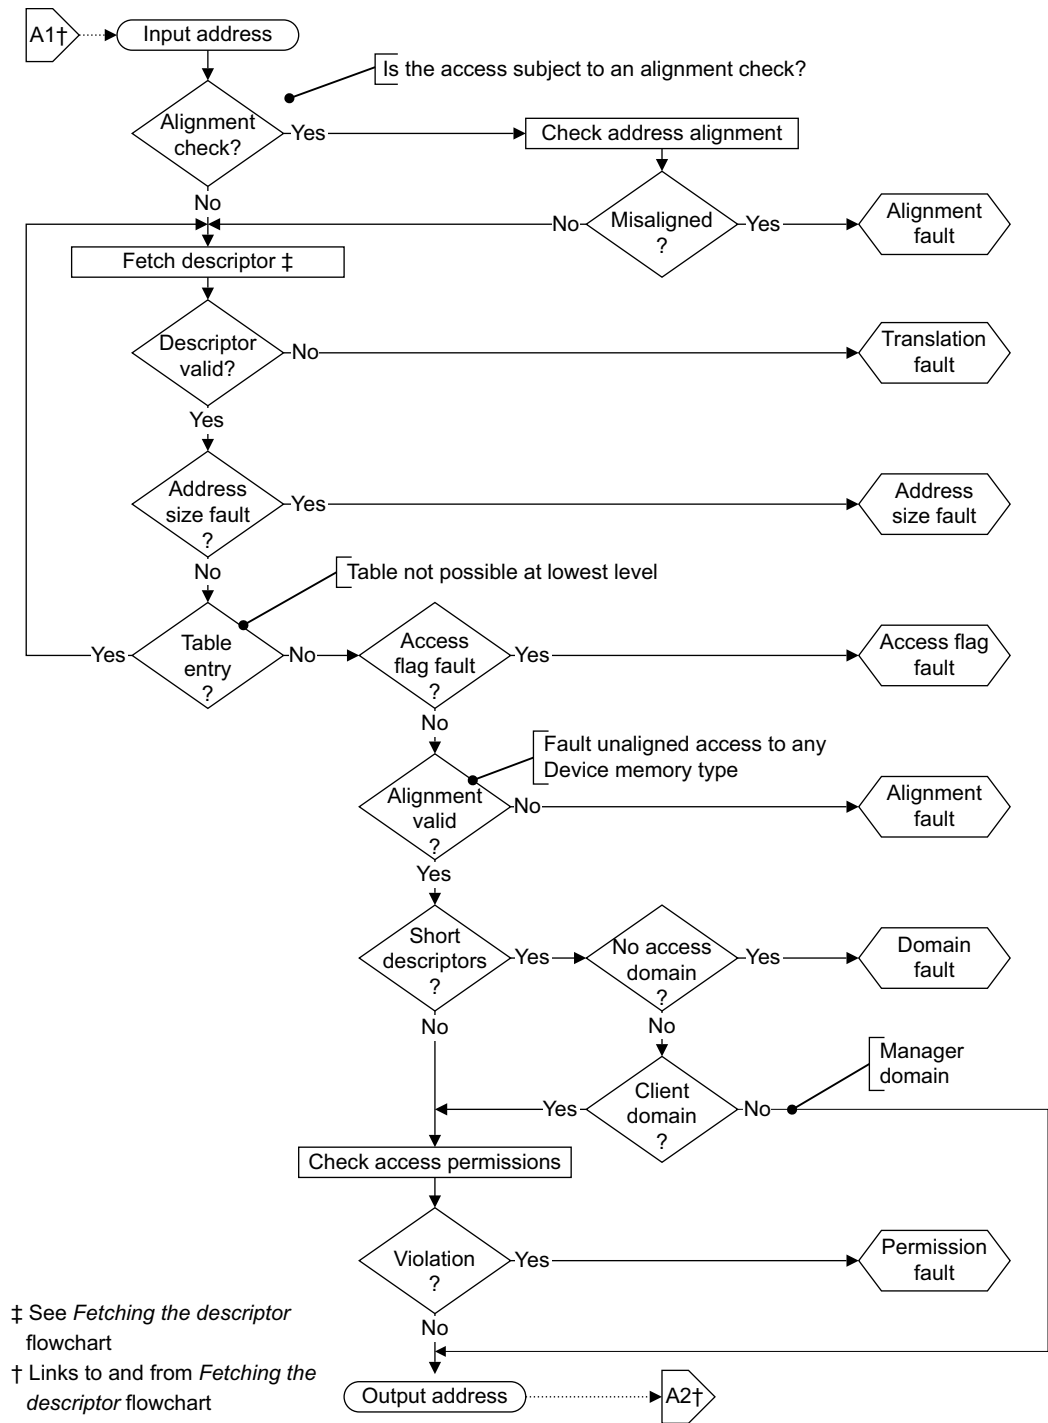 A1†
Input address
Is the access subject to an alignment check?
Alignment
check?
Yes
Check address alignment
No
Misaligned
?
No
Yes
Alignment
fault
Fetch descriptor ‡
Descriptor
valid?
No
Translation
fault
Yes
Address
size fault
?
Yes
Address
size fault
No
Table not possible at lowest level
Table
entry
?
Yes
No
Access
flag fault
?
Yes
Access flag
fault
No
Fault unaligned access to any
Device memory type
Alignment
valid
?
No
Alignment
fault
Yes
Short
descriptors
?
Yes
No access
domain
?
Yes
Domain
fault
No
No
Manager
domain
Client
domain
?
Yes
No
Check access permissions
Violation
?
Yes
Permission
fault
No
‡ See Fetching the descriptor
flowchart
† Links to and from Fetching the
descriptor flowchart
Output address
A2†